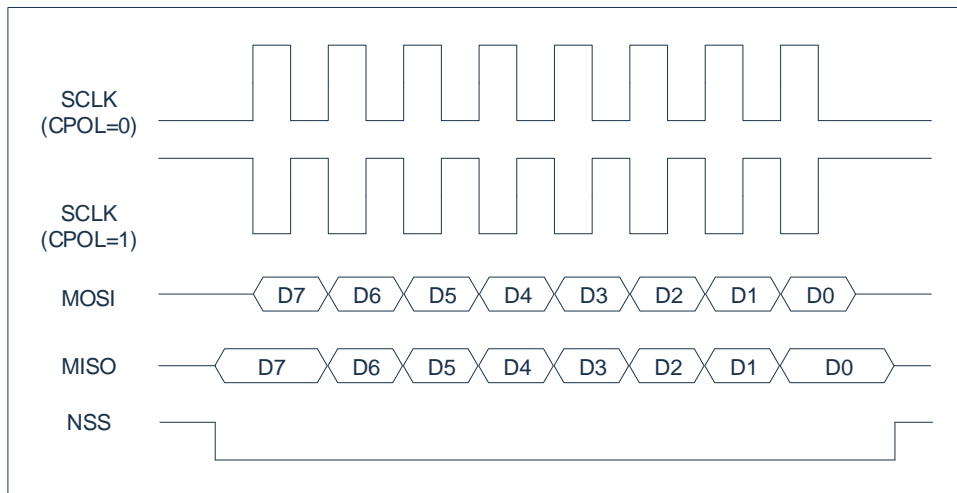 SCLK
(CPOL=0)
SCLK
(CPOL=1)
MOSI
D7 D6 D5 D4 D3 D2 D1 D0
MISO
D7 D6 D5 D4 D3 D2 D1 D0
NSS